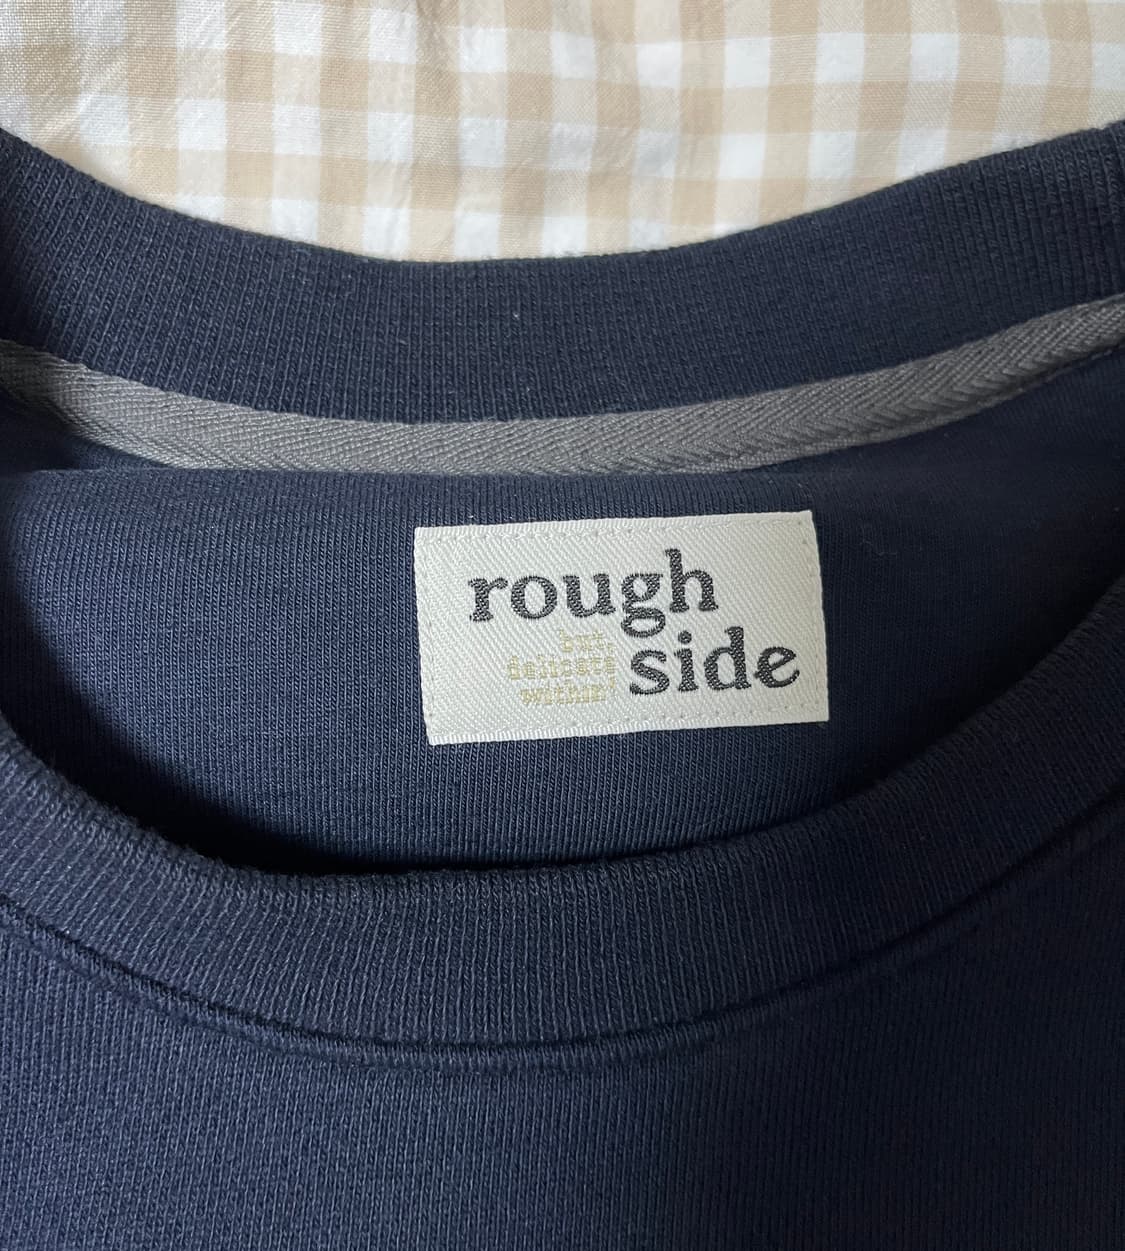 rough
side
but,
delicate
within!